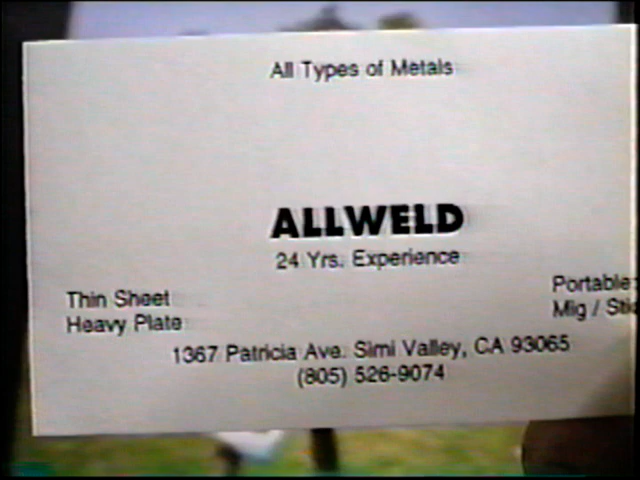 All Types of Metals
ALLWELD
24 Yrs. Experience
Thin Sheet
Heavy Plate
Portable
Mig /
1367 Patricia Ave. Simi Valley, CA 93065
(805) 526-9074